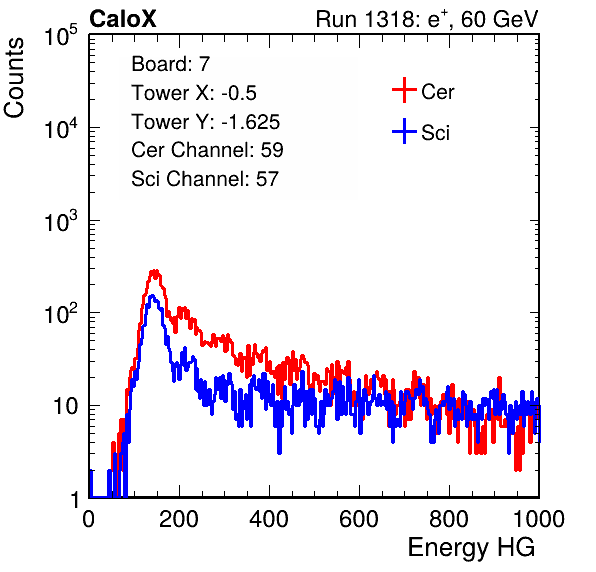 CaloX Run 1318: e⁺, 60 GeV
Counts
Board: 7
Tower X: -0.5
Tower Y: -1.625
Cer Channel: 59
Sci Channel: 57
Cer
Sci
10⁵
10⁴
10³
10²
10
1
0 200 400 600 800 1000
Energy HG